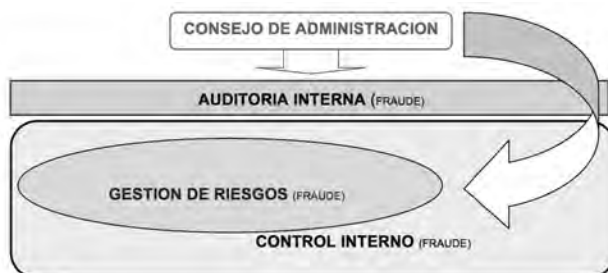 CONSEJO DE ADMINISTRACION
AUDITORIA INTERNA (FRAUDE)
GESTION DE RIESGOS (FRAUDE)
CONTROL INTERNO (FRAUDE)